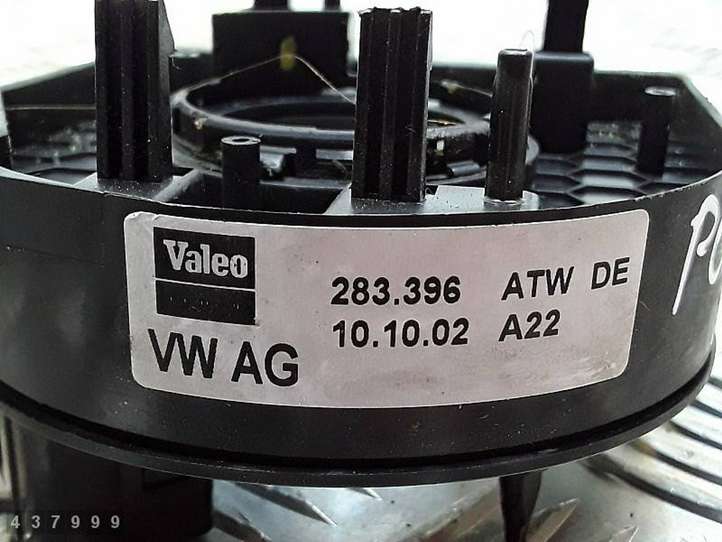 Valeo
283.396 ATW DE
VW AG
10.10.02 A22
437999